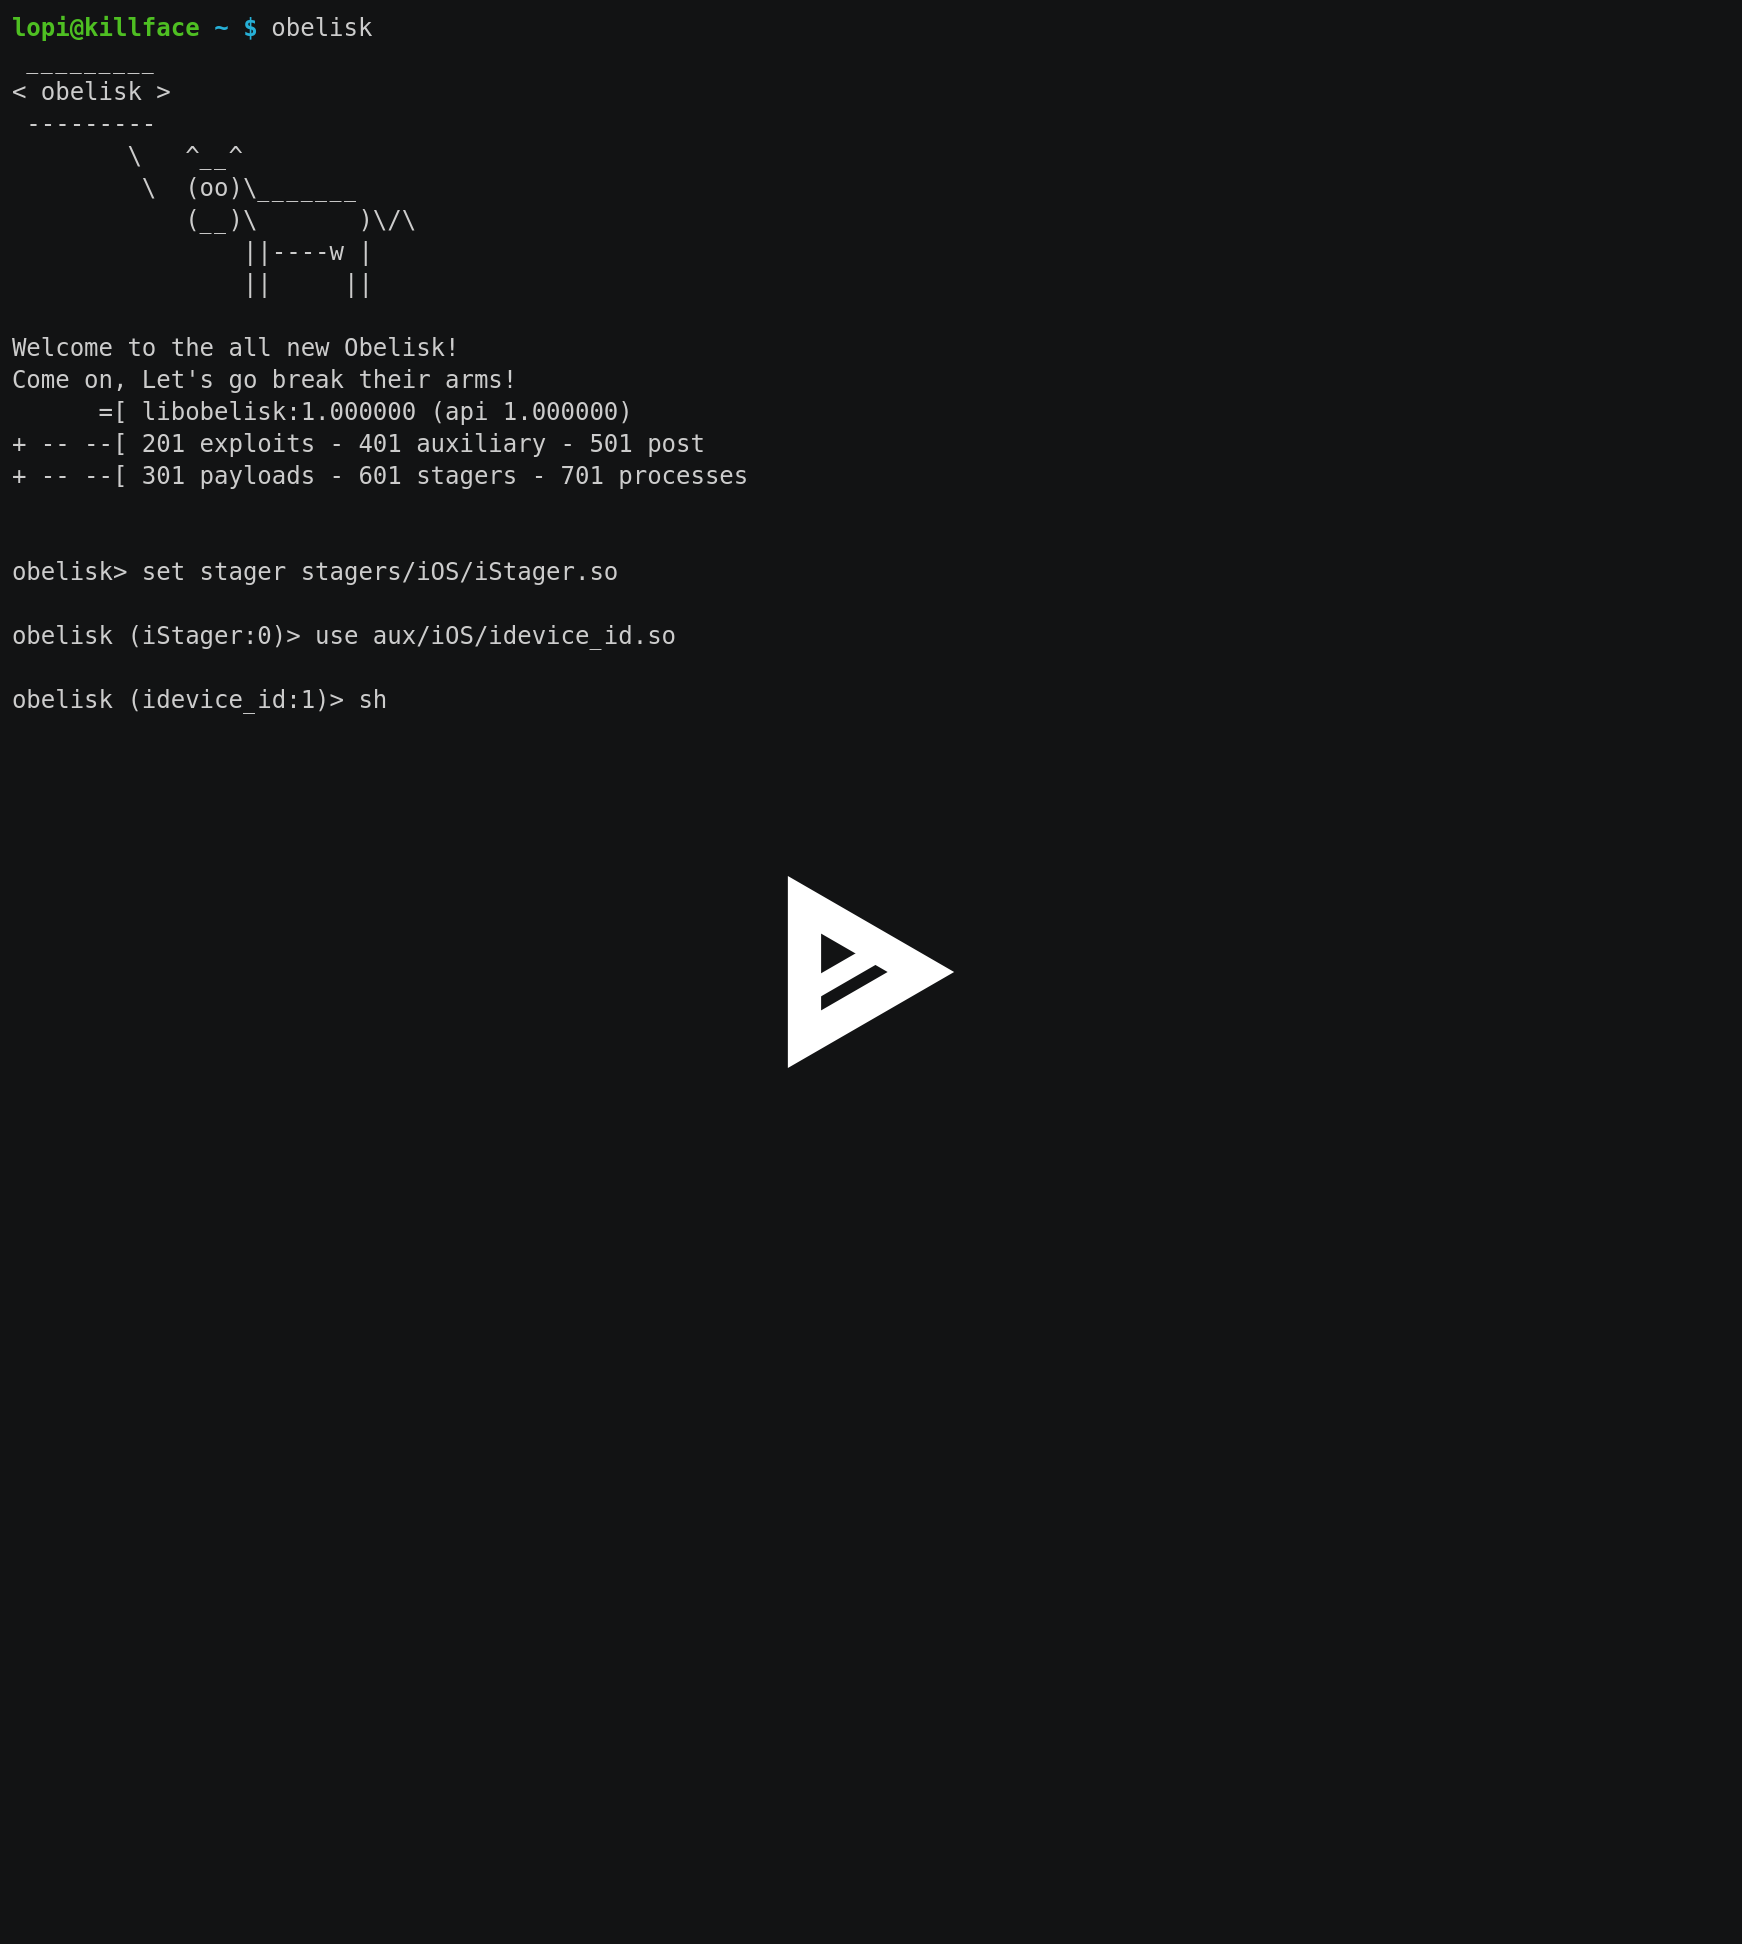 lopi@killface ~ $ obelisk
 _________
< obelisk >
 ---------
        \   ^__^
         \  (oo)\_______
            (__)\       )\/\
                ||----w |
                ||     ||
Welcome to the all new Obelisk!
Come on, Let's go break their arms!
      =[ libobelisk:1.000000 (api 1.000000)
+ -- --[ 201 exploits - 401 auxiliary - 501 post
+ -- --[ 301 payloads - 601 stagers - 701 processes
obelisk> set stager stagers/iOS/iStager.so
obelisk (iStager:0)> use aux/iOS/idevice_id.so
obelisk (idevice_id:1)> sh